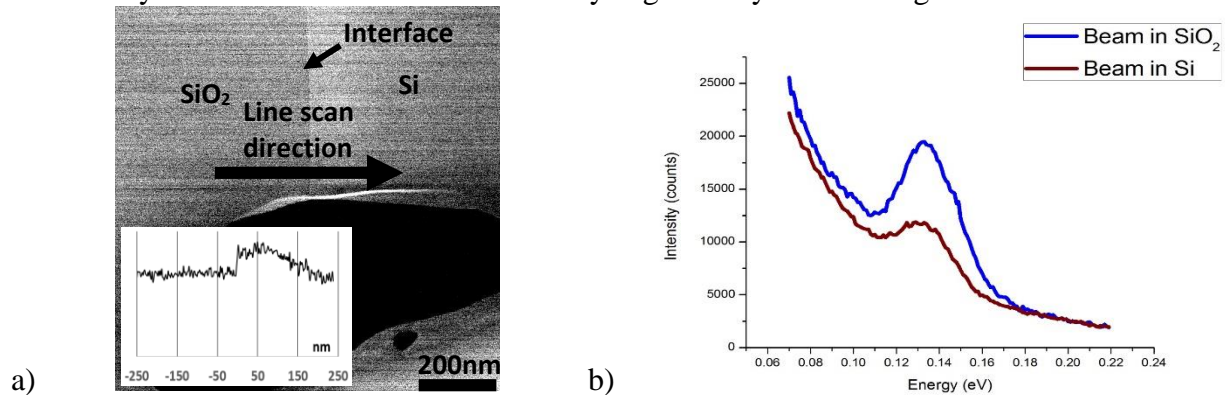 Interface
SiO₂
Si
Line scan
direction
nm
-250 -150 -50 50 150 250
200nm
a)
Beam in SiO₂
Beam in Si
Intensity (counts)
25000
20000
15000
10000
5000
0
0.06 0.08 0.10 0.12 0.14 0.16 0.18 0.20 0.22 0.24
Energy (eV)
b)